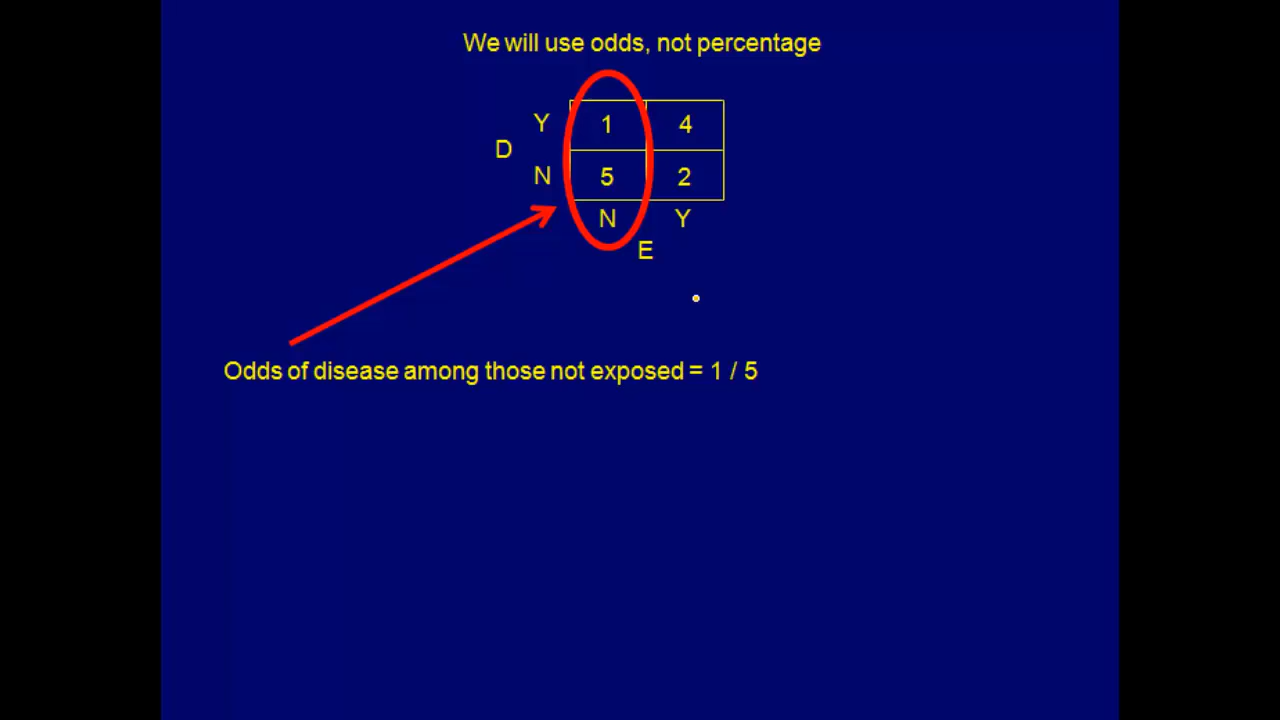 We will use odds, not percentage
Y 1 4
D
N 5 2
N Y
E
Odds of disease among those not exposed = 1 / 5